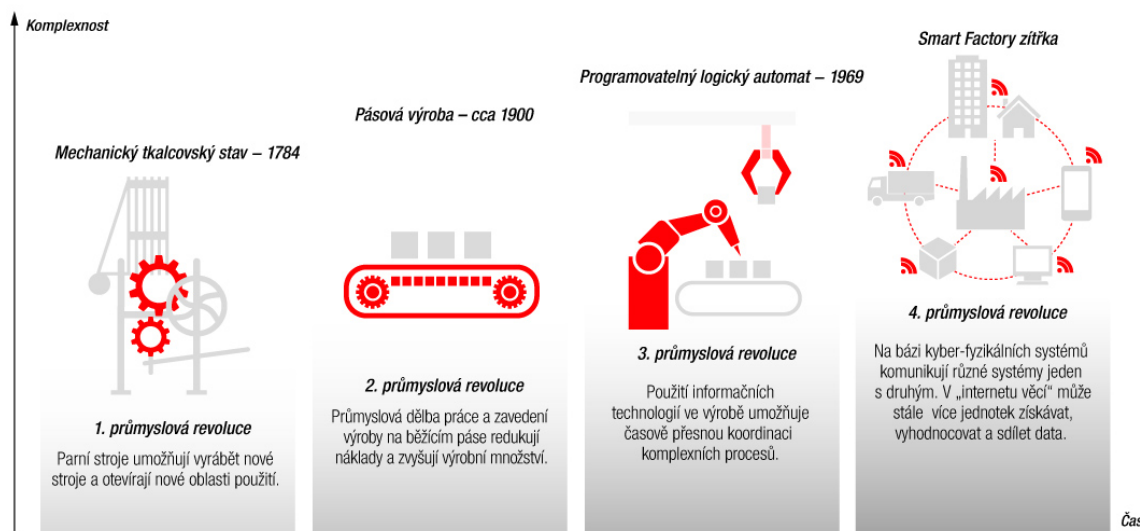 Komplexnost
Mechanický tkalcovský stav – 1784
1. průmyslová revoluce
Parní stroje umožňují vyrábět nové
stroje a otevírají nové oblasti použití.
Pásová výroba – cca 1900
2. průmyslová revoluce
Průmyslová dělba práce a zavedení
výroby na běžícím páse redukují
náklady a zvyšují výrobní množství.
Programovatelný logický automat – 1969
3. průmyslová revoluce
Použití informačních
technologií ve výrobě umožňuje
časově přesnou koordinaci
komplexních procesů.
Smart Factory zítřka
4. průmyslová revoluce
Na bázi kyber-fyzikálních systémů
komunikují různé systémy jeden
s druhým. V „internetu věcí“ může
stále více jednotek získávat,
vyhodnocovat a sdílet data.
Čas